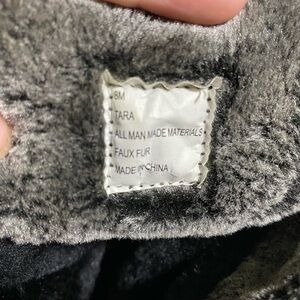 8M
TARA
ALL MAN MADE MATERIALS
FAUX FUR
MADE IN CHINA